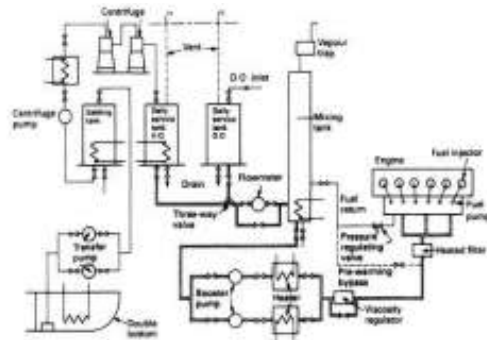 Centrifuge
Vent
Vapour
trap
O.O. inlet
Centrifuge
pump
Settling
tank
Daily
service
tank
O.O.
Daily
service
tank
O.O.
Mixing
tank
Engine
Fuel injector
Drain
Flowmeter
Fuel
return
Fuel
pump
Three-way
valve
Pressure
regulating
valve
Heated filter
Transfer
pump
Pre-warming
bypass
Booster
pump
Heater
Viscosity
regulator
Double
bottom